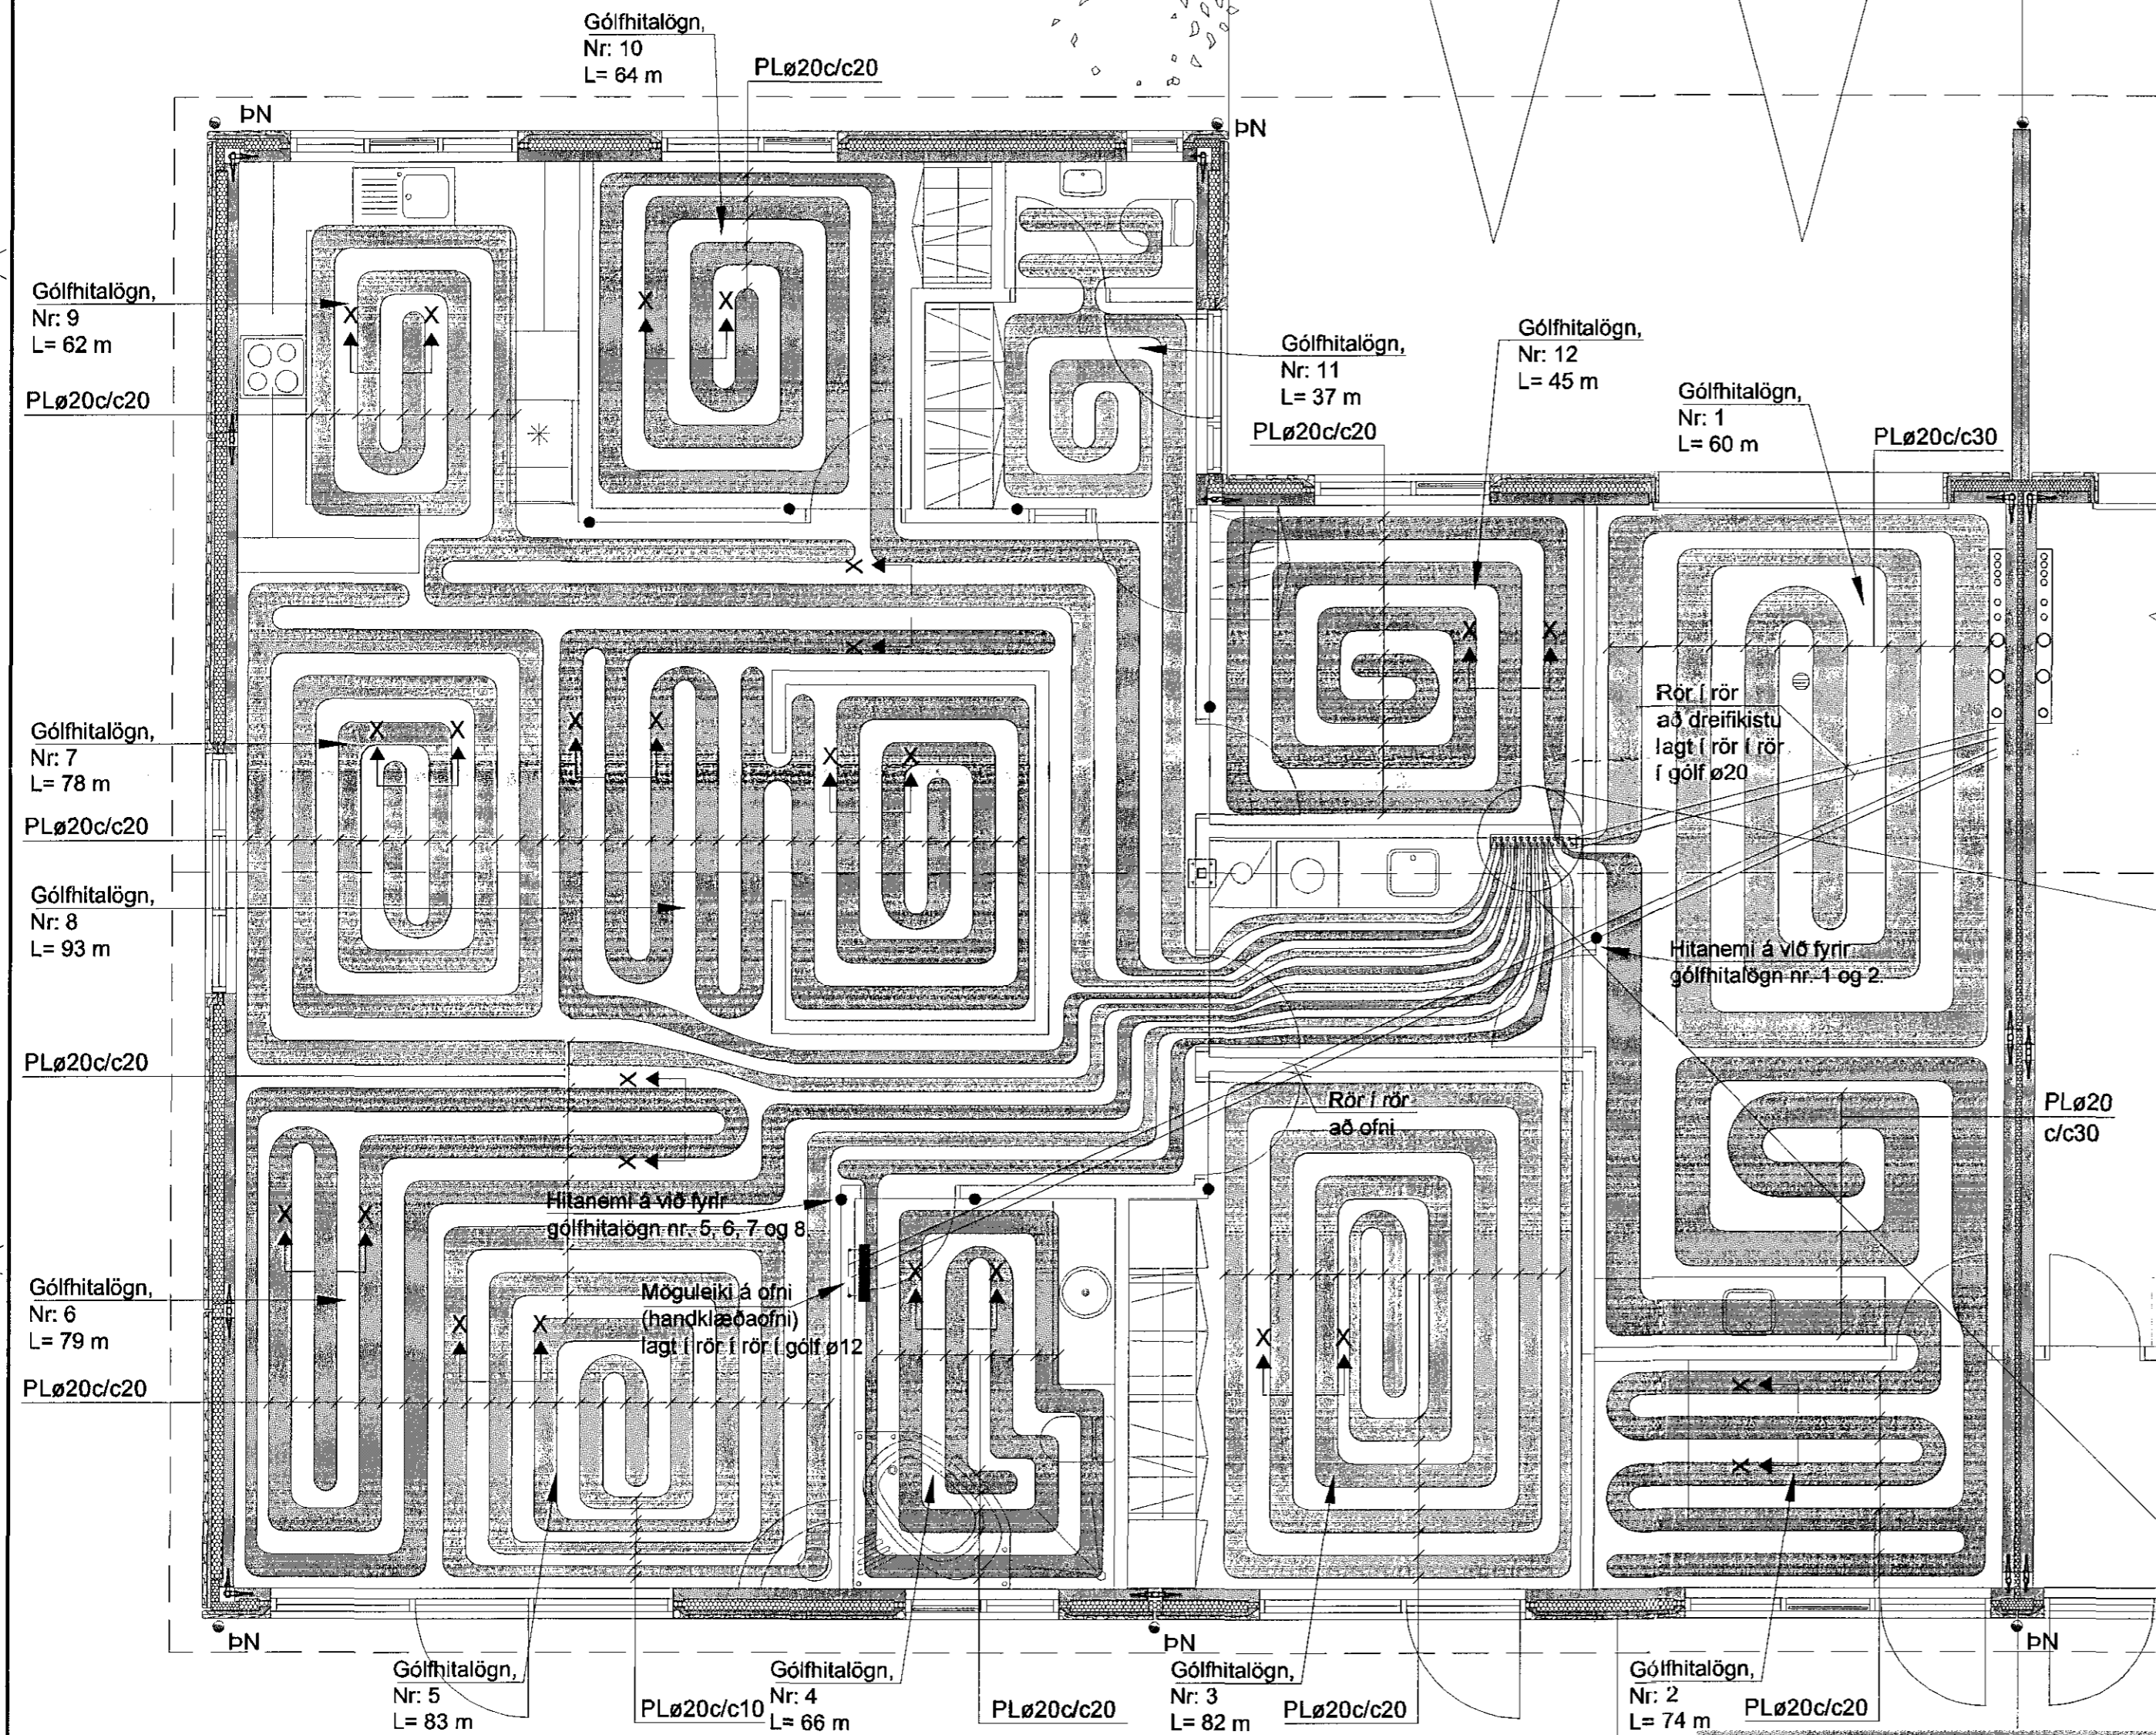 Gólfhitalögn,
Nr: 10
L= 64 m
PLø20c/c20
ÞN
ÞN
Gólfhitalögn,
Nr: 9
L= 62 m
PLø20c/c20
X
X
X
X
Gólfhitalögn,
Nr: 11
L= 37 m
PLø20c/c20
Gólfhitalögn,
Nr: 12
L= 45 m
Gólfhitalögn,
Nr: 1
L= 60 m
PLø20c/c30
X
X
X
X
Rör í rör
að dreifikistu
lagt í rör í rör
í gólf ø20
Gólfhitalögn,
Nr: 7
L= 78 m
PLø20c/c20
X
X
X
X
X
X
Gólfhitalögn,
Nr: 8
L= 93 m
Hitanemi á við fyrir
gólfhitalögn nr. 1 og 2.
PLø20c/c20
X
X
Rör í rör
að ofni
PLø20
c/c30
Hitanemi á við fyrir
gólfhitalögn nr. 5, 6, 7 og 8
X
X
Gólfhitalögn,
Nr: 6
L= 79 m
Möguleiki á ofni
(handklæðaofni)
lagt í rör í rör í gólf ø12
X
X
X
X
X
X
X
X
PLø20c/c20
ÞN
ÞN
ÞN
Gólfhitalögn,
Nr: 5
L= 83 m
PLø20c/c10
Gólfhitalögn,
Nr: 4
L= 66 m
PLø20c/c20
Gólfhitalögn,
Nr: 3
L= 82 m
PLø20c/c20
Gólfhitalögn,
Nr: 2
L= 74 m
PLø20c/c20